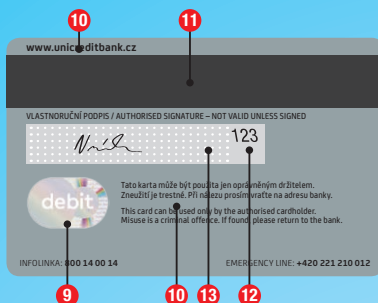 10
11
www.unicreditbank.cz
VLASTNORUČNÍ PODPIS / AUTHORISED SIGNATURE – NOT VALID UNLESS SIGNED
123
debit
Tato karta může být použita jen oprávněným držitelem.
Zneužití je trestné. Při nálezu prosím vraťte na adresu banky.
This card can be used only by the authorised cardholder.
Misuse is a criminal offence. If found, please return to the bank.
INFOLINKA: 800 14 00 14
EMERGENCY LINE: +420 221 210 012
9
10
13
12